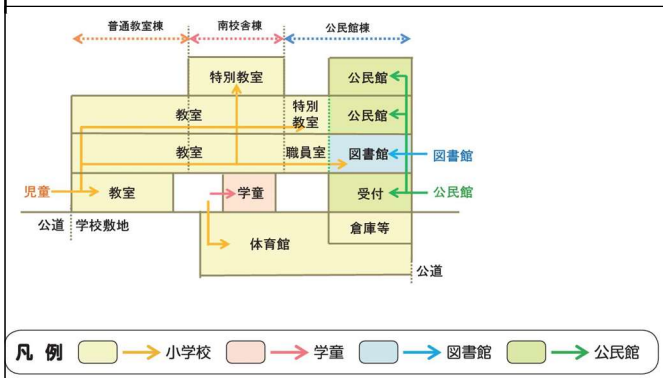 普通教室棟 南校舎棟 公民館棟
特別教室 公民館
教室 特別
教室 公民館
教室 職員室 図書館 図書館
児童 教室 学童 受付 公民館
公道 学校敷地 体育館 倉庫等
公道
凡 例 小学校 学童 図書館 公民館